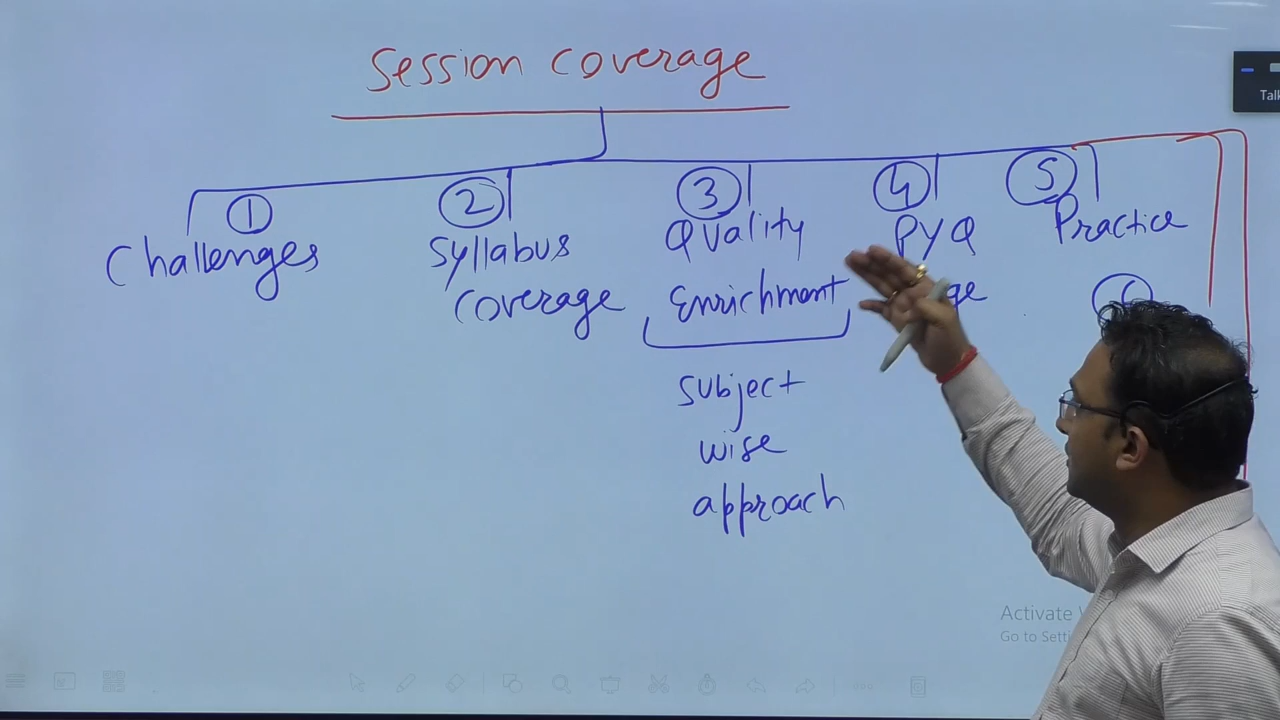 Session coverage
1
Challenges
2
Syllabus
coverage
3
Quality
Enrichment
subject
wise
approach
4
PYQ
5
Practice
Talk
Activate
Go to Setti